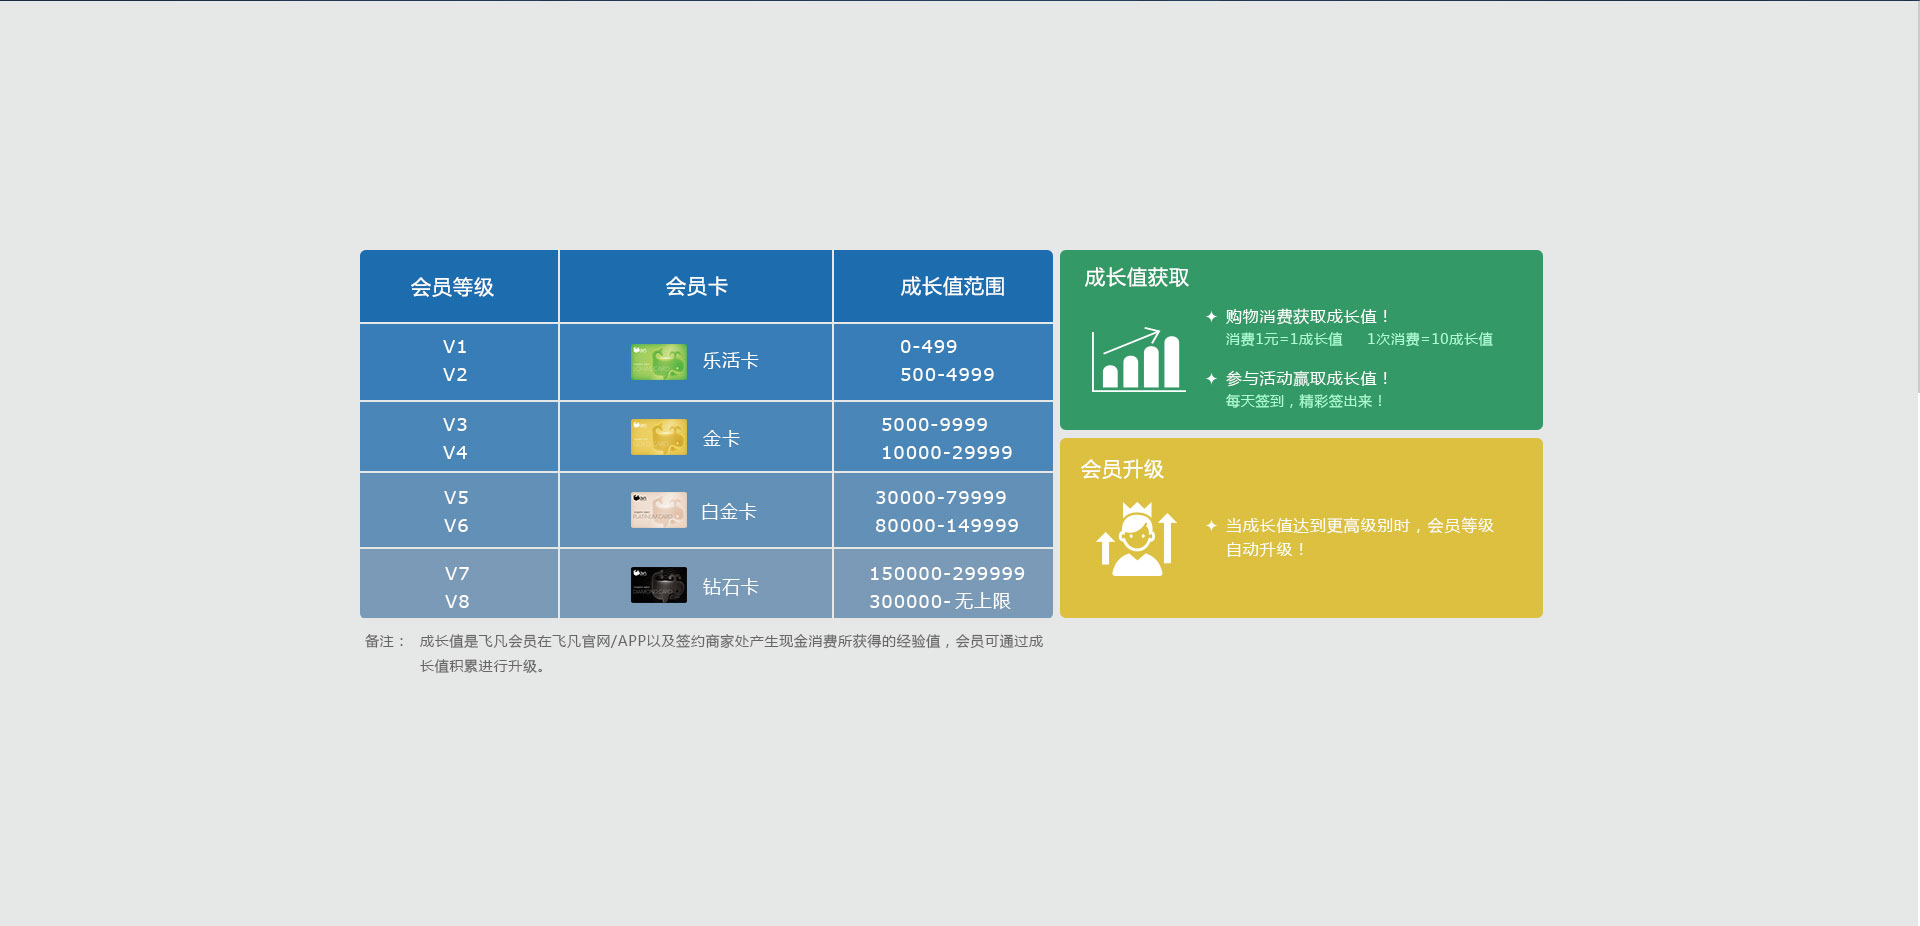 会员等级 会员卡 成长值范围
V1
V2
乐活卡
0-499
500-4999
V3
V4
金卡
5000-9999
10000-29999
V5
V6
白金卡
30000-79999
80000-149999
V7
V8
钻石卡
150000-299999
300000-无上限
备注： 成长值是飞凡会员在飞凡官网/APP以及签约商家处产生现金消费所获得的经验值，会员可通过成
长值积累进行升级。
成长值获取
✦ 购物消费获取成长值！
消费1元=1成长值 1次消费=10成长值
✦ 参与活动赢取成长值！
每天签到，精彩签出来！
会员升级
✦ 当成长值达到更高级别时，会员等级
自动升级！